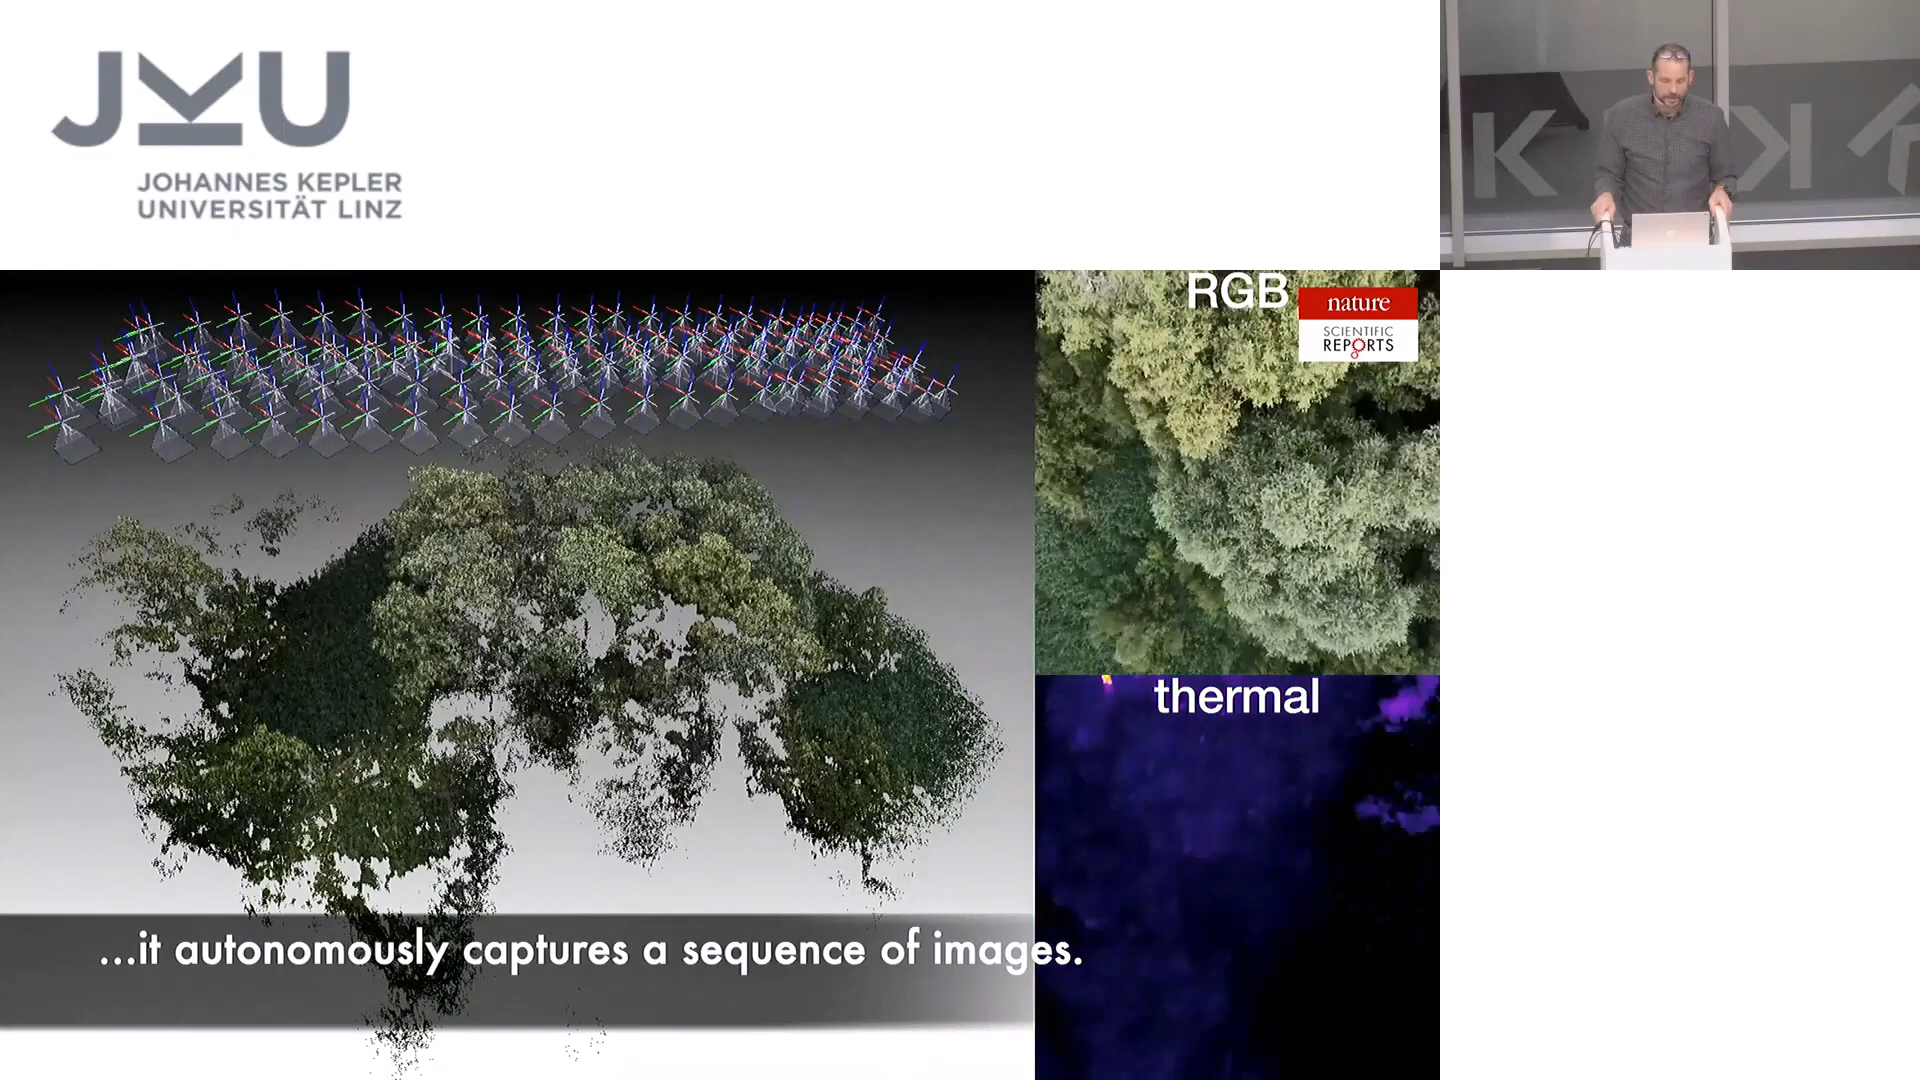 JKU
JOHANNES KEPLER
UNIVERSITÄT LINZ
K
K
RGB
nature
SCIENTIFIC
REPORTS
thermal
...it autonomously captures a sequence of images.